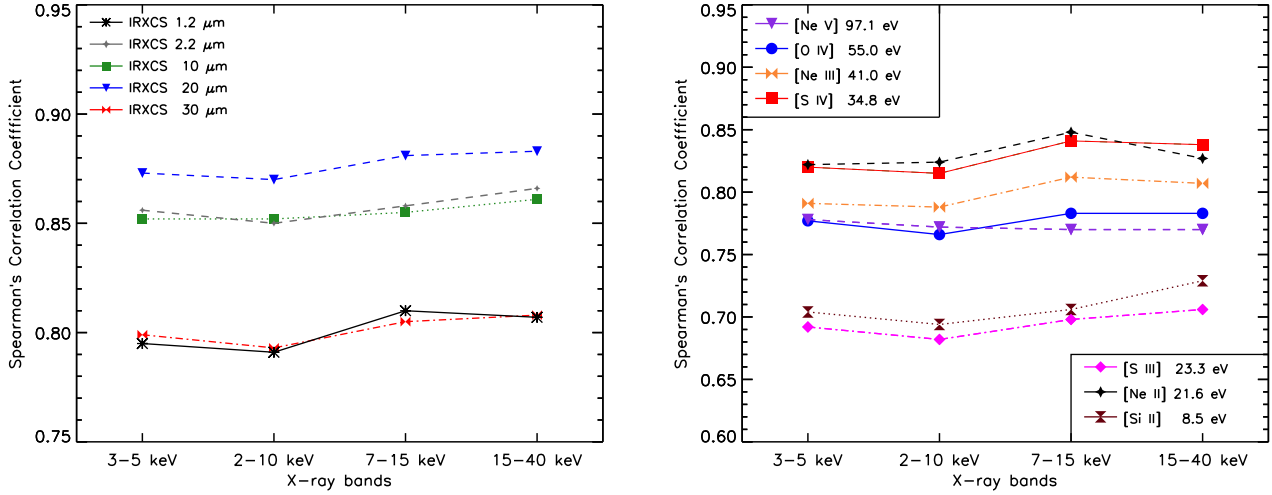 IRXCS 1.2 μm
IRXCS 2.2 μm
IRXCS 10 μm
IRXCS 20 μm
IRXCS 30 μm
0.95
0.90
0.85
0.80
0.75
Spearman's Correlation Coeffficient
3-5 keV
2-10 keV
7-15 keV
15-40 keV
X-ray bands
[Ne V] 97.1 eV
[O IV] 55.0 eV
[Ne III] 41.0 eV
[S IV] 34.8 eV
0.95
0.90
0.85
0.80
0.75
0.70
0.65
0.60
Spearman's Correlation Coefficient
[S III] 23.3 eV
[Ne II] 21.6 eV
[Si II] 8.5 eV
3-5 keV
2-10 keV
7-15 keV
15-40 keV
X-ray bands